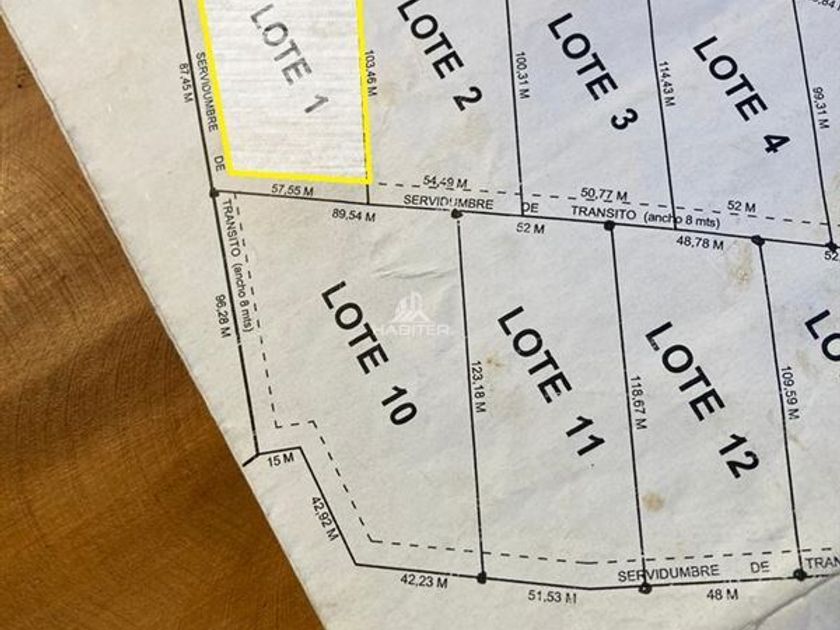 LOTE 1
LOTE 2
LOTE 3
LOTE 4
87,45 M
SERVIDUMBRE DE
103,46 M
100,31 M
114,43 M
99,31 M
57,55 M
54,49 M
50,77 M
52 M
89,54 M
SERVIDUMBRE DE TRANSITO (ancho 8 mts)
52 M
48,78 M
TRANSITO (ancho 8 mts)
96,28 M
LOTE 10
LOTE 11
LOTE 12
HABITER
123,18 M
118,67 M
109,59 M
15 M
42,92 M
42,23 M
51,53 M
SERVIDUMBRE DE TRAN
48 M